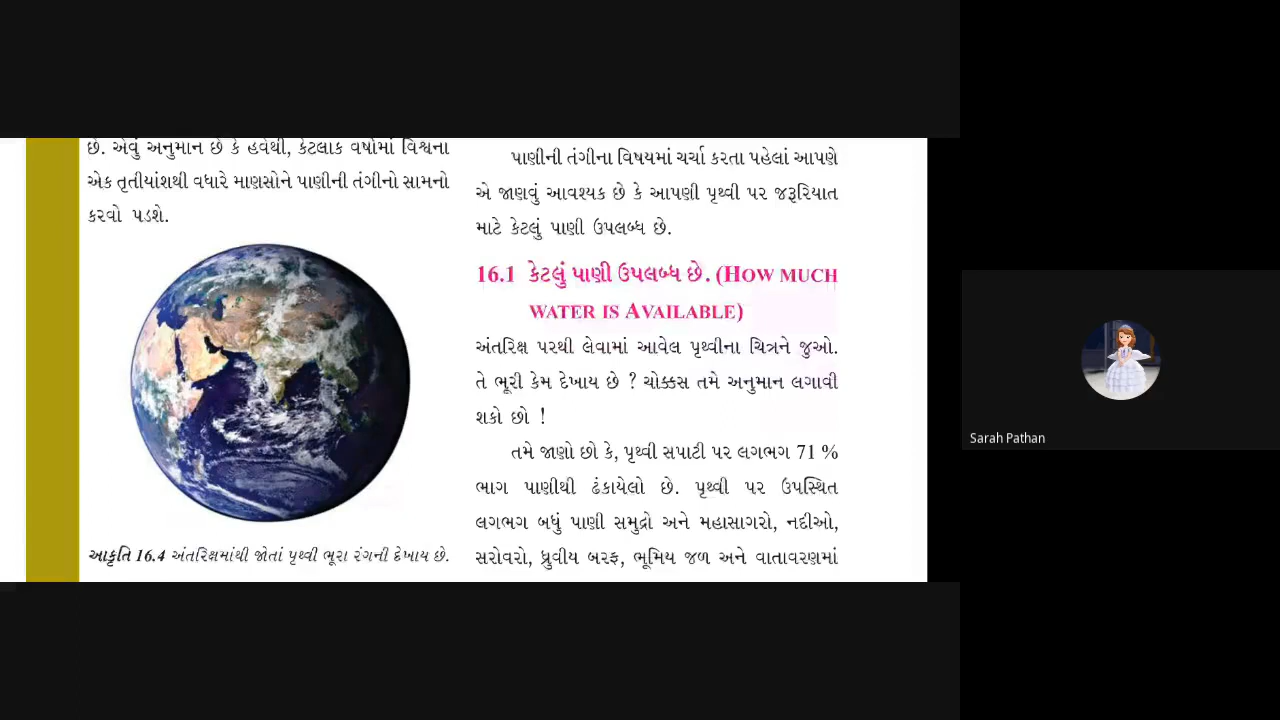 છે. એવું અનુમાન છે કે હવેથી, કેટલાક વર્ષોમાં વિશ્વના
એક તૃતીયાંશથી વધારે માણસોને પાણીની તંગીનો સામનો
કરવો પડશે.
આકૃતિ 16.4 અંતરિક્ષમાંથી જોતાં પૃથ્વી ભૂરા રંગની દેખાય છે.
પાણીની તંગીના વિષયમાં ચર્ચા કરતા પહેલાં આપણે
એ જાણવું આવશ્યક છે કે આપણી પૃથ્વી પર જરૂરિયાત
માટે કેટલું પાણી ઉપલબ્ધ છે.
16.1 કેટલું પાણી ઉપલબ્ધ છે. (HOW MUCH
WATER IS AVAILABLE)
અંતરિક્ષ પરથી લેવામાં આવેલ પૃથ્વીના ચિત્રને જુઓ.
તે ભૂરી કેમ દેખાય છે ? ચોક્કસ તમે અનુમાન લગાવી
શકો છો !
તમે જાણો છો કે, પૃથ્વી સપાટી પર લગભગ 71 %
ભાગ પાણીથી ઢંકાયેલો છે. પૃથ્વી પર ઉપસ્થિત
લગભગ બધું પાણી સમુદ્રો અને મહાસાગરો, નદીઓ,
સરોવરો, ધ્રુવીય બરફ, ભૂમિય જળ અને વાતાવરણમાં
Sarah Pathan